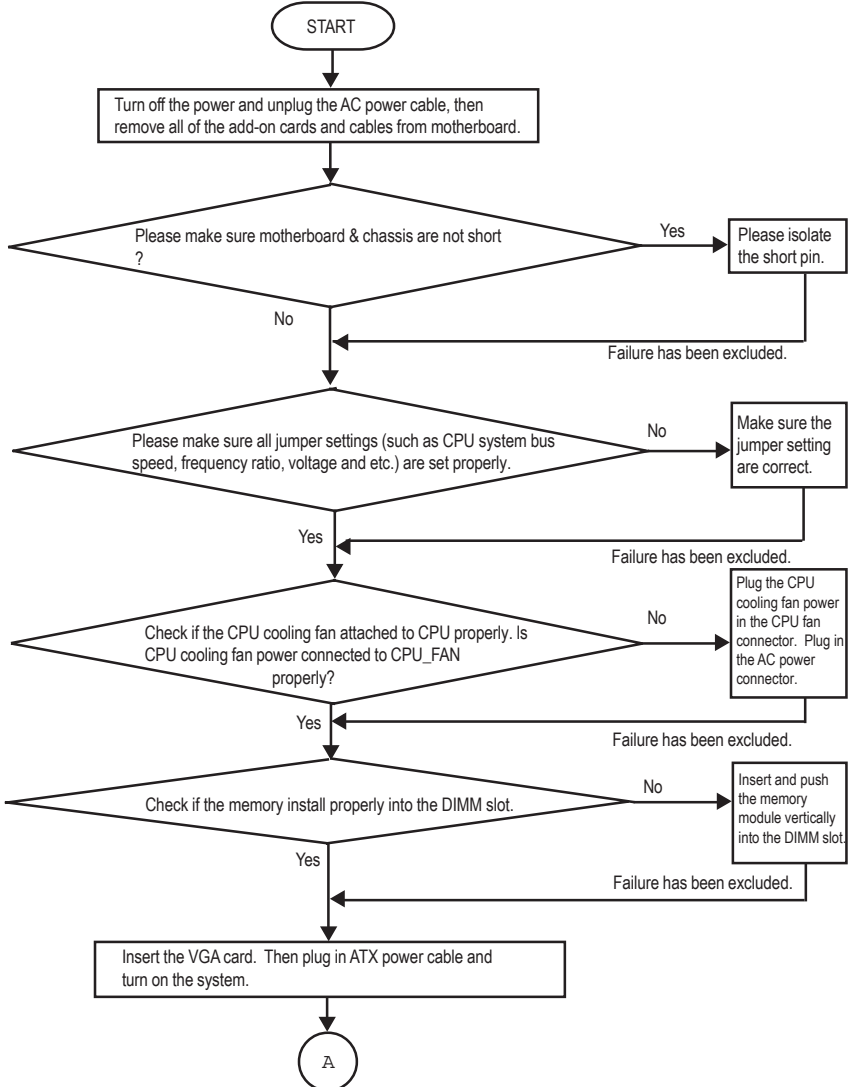 START
Turn off the power and unplug the AC power cable, then
remove all of the add-on cards and cables from motherboard.
Please make sure motherboard & chassis are not short
?
Yes
Please isolate
the short pin.
No
Failure has been excluded.
Please make sure all jumper settings (such as CPU system bus
speed, frequency ratio, voltage and etc.) are set properly.
No
Make sure the
jumper setting
are correct.
Yes
Failure has been excluded.
Check if the CPU cooling fan attached to CPU properly. Is
CPU cooling fan power connected to CPU_FAN
properly?
No
Plug the CPU
cooling fan power
in the CPU fan
connector. Plug in
the AC power
connector.
Yes
Failure has been excluded.
Check if the memory install properly into the DIMM slot.
No
Insert and push
the memory
module vertically
into the DIMM slot.
Yes
Failure has been excluded.
Insert the VGA card. Then plug in ATX power cable and
turn on the system.
A